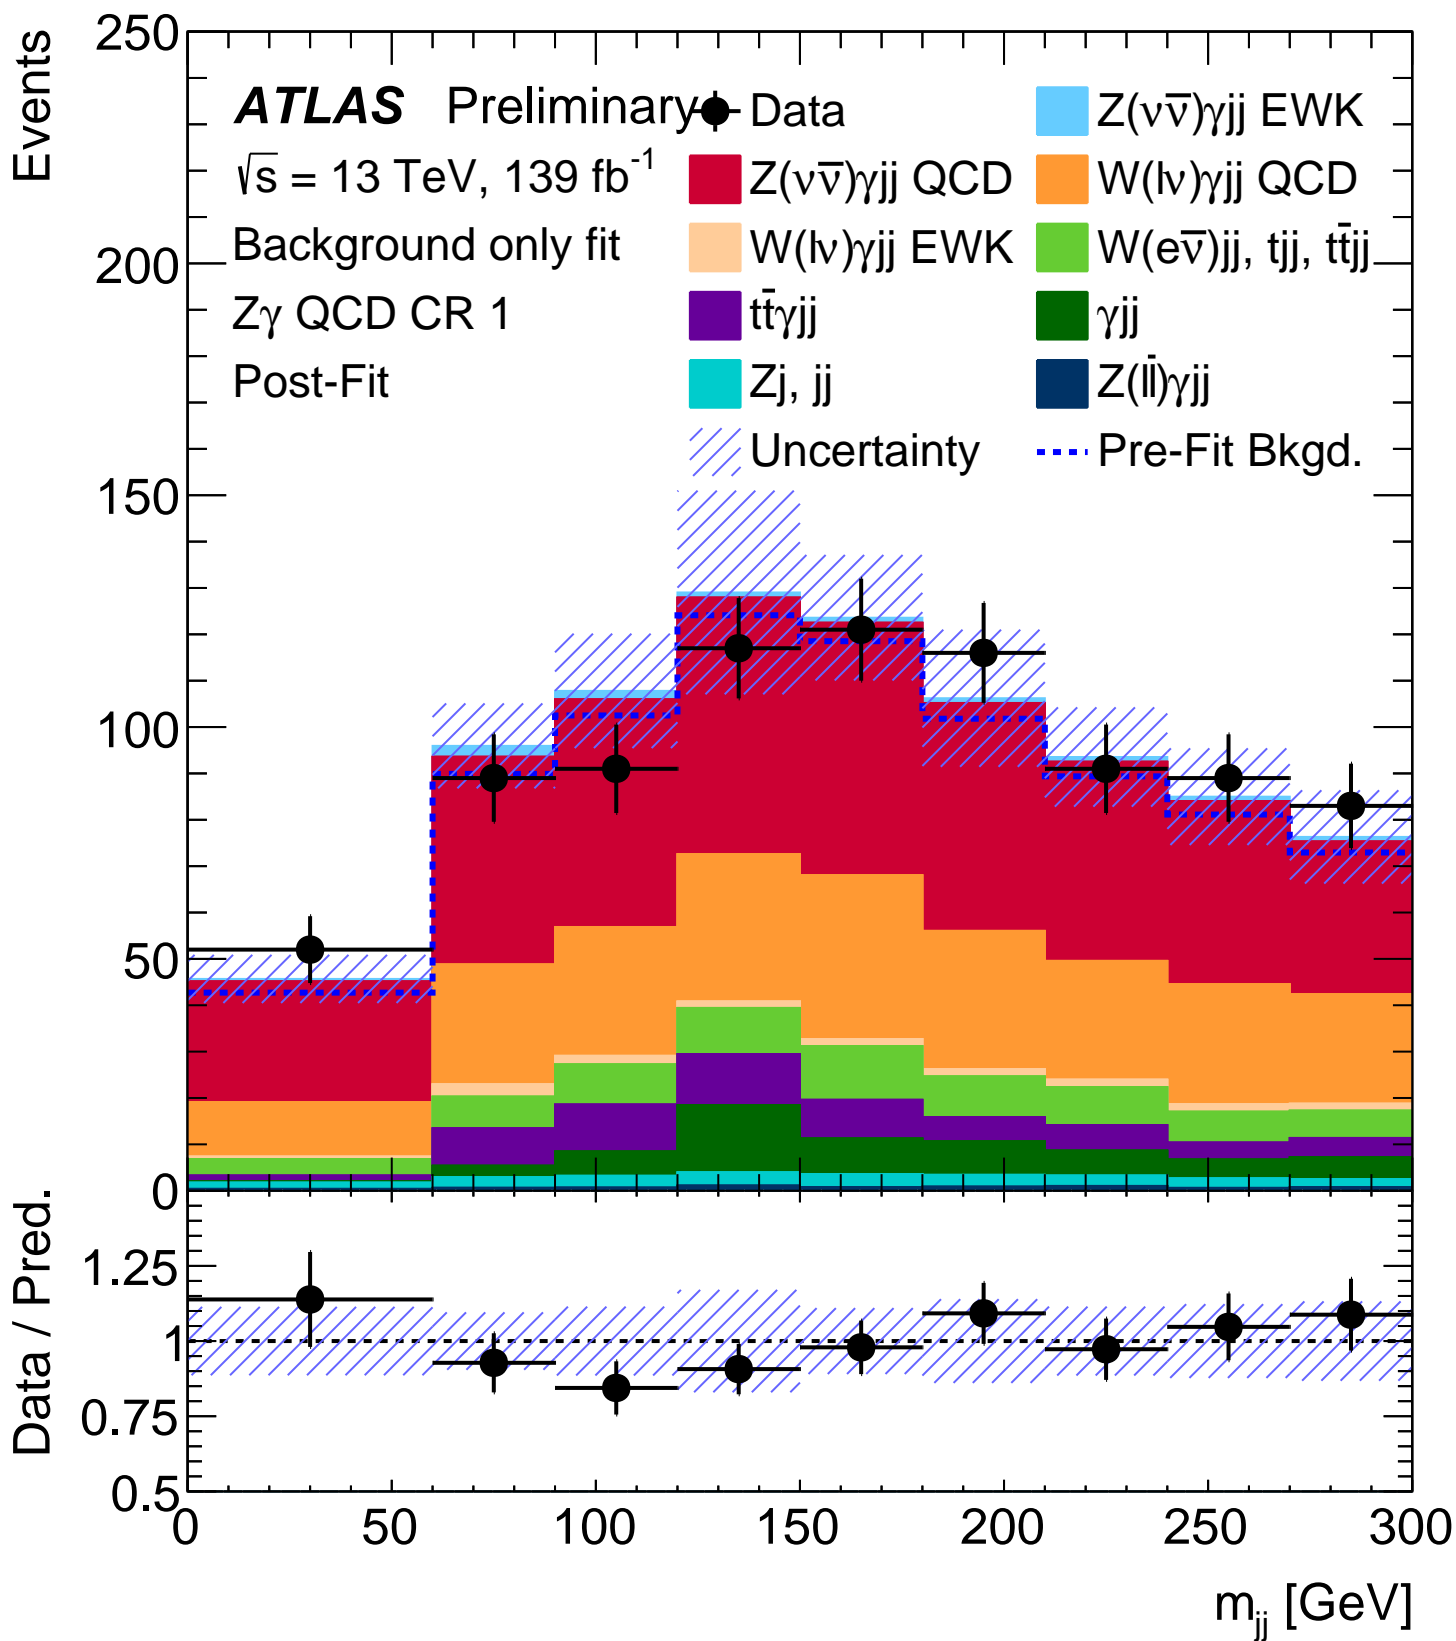 Events
250
200
150
100
50
0
ATLAS Preliminary
√s = 13 TeV, 139 fb⁻¹
Background only fit
Zγ QCD CR 1
Post-Fit
Data
Z(νν̄)γjj EWK
Z(νν̄)γjj QCD
W(lν)γjj QCD
W(lν)γjj EWK
W(eν̄)jj, tjj, tt̄jj
tt̄γjj
γjj
Zj, jj
Z(ll̄)γjj
Uncertainty
Pre-Fit Bkgd.
Data / Pred.
1.25
1
0.75
0.5
0 50 100 150 200 250 300
m_jj [GeV]